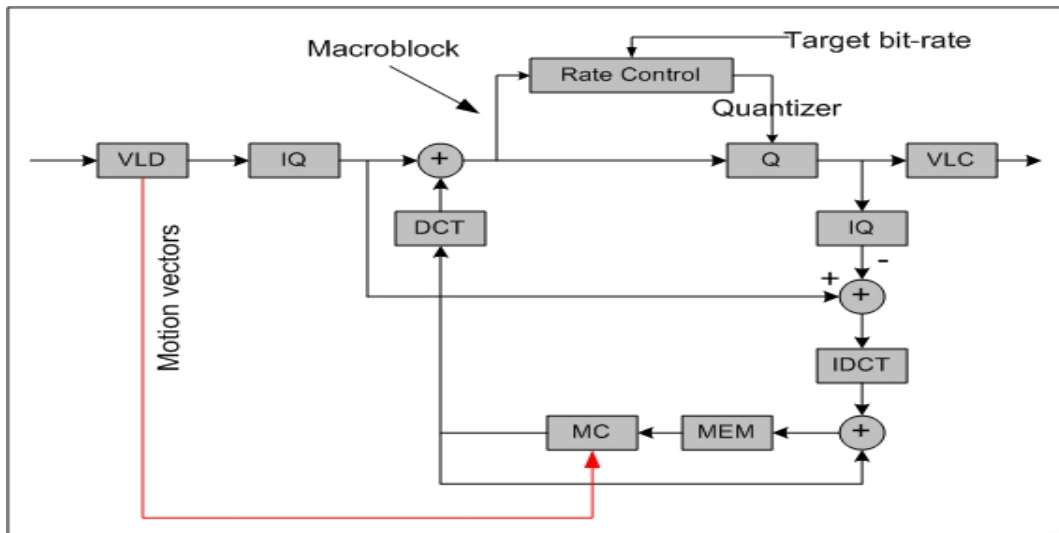 Target bit-rate
Macroblock
Rate Control
Quantizer
VLD
IQ
+
Q
VLC
DCT
IQ
Motion vectors
-
+
+
IDCT
MC
MEM
+